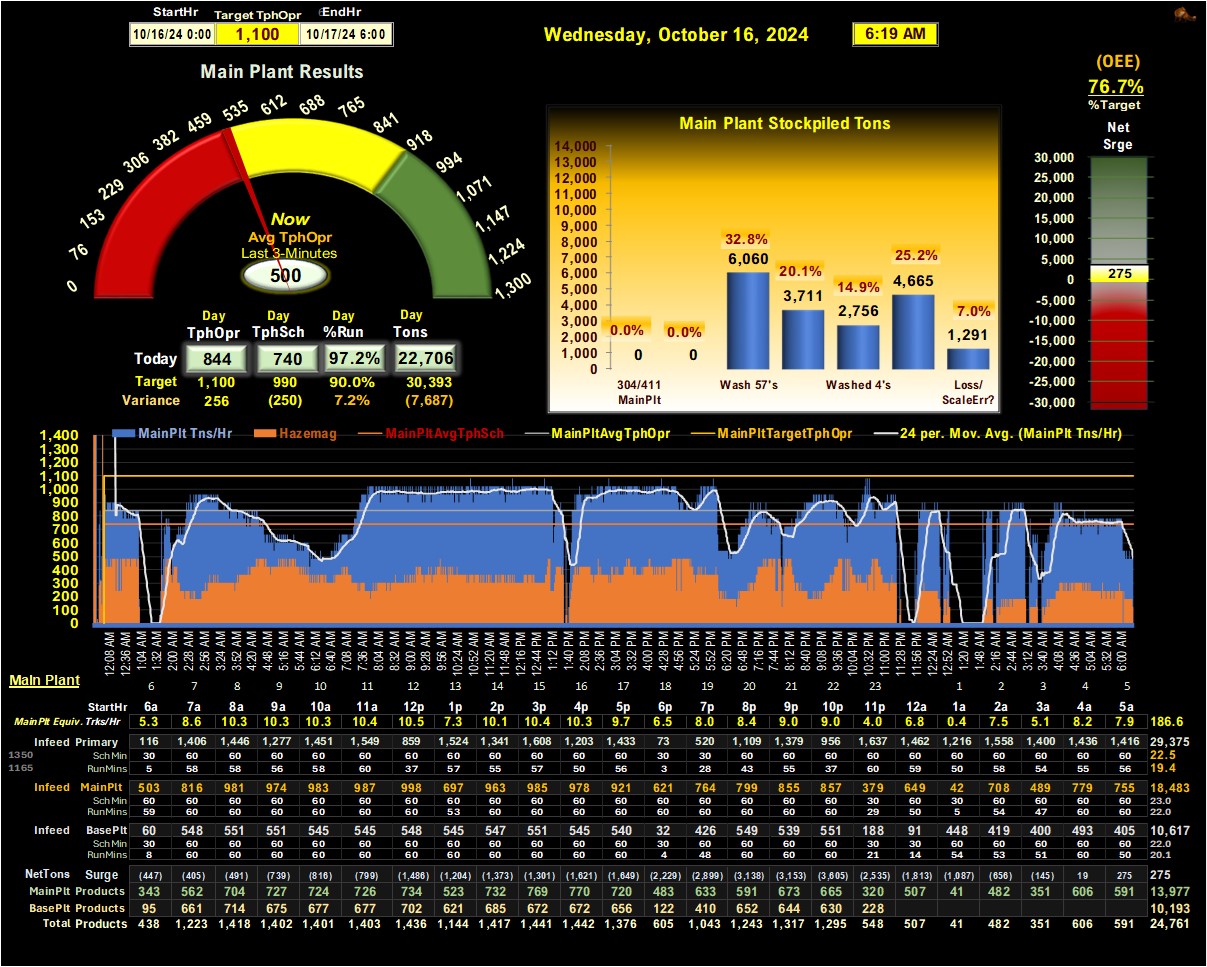 StartHr Target TphOpr EndHr
10/16/24 0:00 1,100 10/17/24 6:00
Wednesday, October 16, 2024
6:19 AM
(OEE)
76.7%
%Target
Main Plant Results
0 76 153 229 306 382 459 535 612 688 765 841 918 994 1,071 1,147 1,224 1,300
Now
Avg TphOpr
Last 3-Minutes
500
Day Day Day Day
TphOpr TphSch %Run Tons
Today 844 740 97.2% 22,706
Target 1,100 990 90.0% 30,393
Variance 256 (250) 7.2% (7,687)
Main Plant Stockpiled Tons
14,000
13,000
12,000
11,000
10,000
9,000
8,000
7,000
6,000
5,000
4,000
3,000
2,000
1,000
0
0.0% 0.0% 32.8% 20.1% 14.9% 25.2% 7.0%
0 0 6,060 3,711 2,756 4,665 1,291
304/411 Wash 57's Washed 4's Loss/
MainPlt ScaleErr?
Net
Srge
30,000
25,000
20,000
15,000
10,000
5,000
0 275
-5,000
-10,000
-15,000
-20,000
-25,000
-30,000
MainPlt Tns/Hr Hazemag MainPltAvgTphSch MainPltAvgTphOpr MainPltTargetTphOpr 24 per. Mov. Avg. (MainPlt Tns/Hr)
1,400
1,300
1,200
1,100
1,000
900
800
700
600
500
400
300
200
100
0
12:08 AM 12:36 AM 1:04 AM 1:32 AM 2:00 AM 2:28 AM 2:56 AM 3:24 AM 3:52 AM 4:20 AM 4:48 AM 5:16 AM 5:44 AM 6:12 AM 6:40 AM 7:08 AM 7:36 AM 8:04 AM 8:32 AM 9:00 AM 9:28 AM 9:56 AM 10:24 AM 10:52 AM 11:20 AM 11:48 AM 12:16 PM 12:44 PM 1:12 PM 1:40 PM 2:08 PM 2:36 PM 3:04 PM 3:32 PM 4:00 PM 4:28 PM 4:56 PM 5:24 PM 5:52 PM 6:20 PM 6:48 PM 7:16 PM 7:44 PM 8:12 PM 8:40 PM 9:08 PM 9:36 PM 10:04 PM 10:32 PM 11:00 PM 11:28 PM 11:56 PM 12:24 AM 12:52 AM 1:20 AM 1:48 AM 2:16 AM 2:44 AM 3:12 AM 3:40 AM 4:08 AM 4:36 AM 5:04 AM 5:32 AM 6:00 AM
Main Plant
6 7 8 9 10 11 12 13 14 15 16 17 18 19 20 21 22 23 1 2 3 4 5
StartHr 6a 7a 8a 9a 10a 11a 12p 1p 2p 3p 4p 5p 6p 7p 8p 9p 10p 11p 12a 1a 2a 3a 4a 5a
MainPlt Equiv. Trks/Hr 5.3 8.6 10.3 10.3 10.3 10.4 10.5 7.3 10.1 10.4 10.3 9.7 6.5 8.0 8.4 9.0 9.0 4.0 6.8 0.4 7.5 5.1 8.2 7.9 186.6
Infeed Primary 116 1,406 1,446 1,277 1,451 1,549 859 1,524 1,341 1,608 1,203 1,433 73 520 1,109 1,379 956 1,637 1,462 1,216 1,558 1,400 1,436 1,416 29,375
1350 SchMin 30 60 60 60 60 60 60 60 60 60 60 60 30 30 60 60 60 60 60 60 60 60 60 60 22.5
1165 RunMins 5 58 58 56 58 60 37 57 55 57 50 56 3 28 43 55 37 60 59 50 58 54 55 56 19.4
Infeed MainPlt 503 816 981 974 983 987 998 697 963 985 978 921 621 764 799 855 857 379 649 42 708 489 779 755 18,483
SchMin 60 60 60 60 60 60 60 60 60 60 60 60 60 60 60 60 60 30 60 30 60 60 60 60 23.0
RunMins 59 60 60 60 60 60 60 53 60 60 60 60 60 60 60 60 60 29 50 5 54 47 60 60 22.0
Infeed BasePlt 60 548 551 551 545 545 548 545 547 551 545 540 32 426 549 539 551 188 91 448 419 400 493 405 10,617
SchMin 30 60 60 60 60 60 60 60 60 60 60 60 30 60 60 60 60 30 30 60 60 60 60 60 22.0
RunMins 8 60 60 60 60 60 60 60 60 60 60 60 4 48 60 60 60 21 14 54 53 51 60 50 20.1
NetTons Surge (447) (405) (491) (739) (816) (799) (1,486) (1,204) (1,373) (1,301) (1,621) (1,649) (2,229) (2,899) (3,138) (3,153) (3,605) (2,535) (1,813) (1,087) (656) (145) 19 275 275
MainPlt Products 343 562 704 727 724 726 734 523 732 769 770 720 483 633 591 673 665 320 507 41 482 351 606 591 13,977
BasePlt Products 95 661 714 675 677 677 702 621 685 672 672 656 122 410 652 644 630 228 10,193
Total Products 438 1,223 1,418 1,402 1,401 1,403 1,436 1,144 1,417 1,441 1,442 1,376 605 1,043 1,243 1,317 1,295 548 507 41 482 351 606 591 24,761